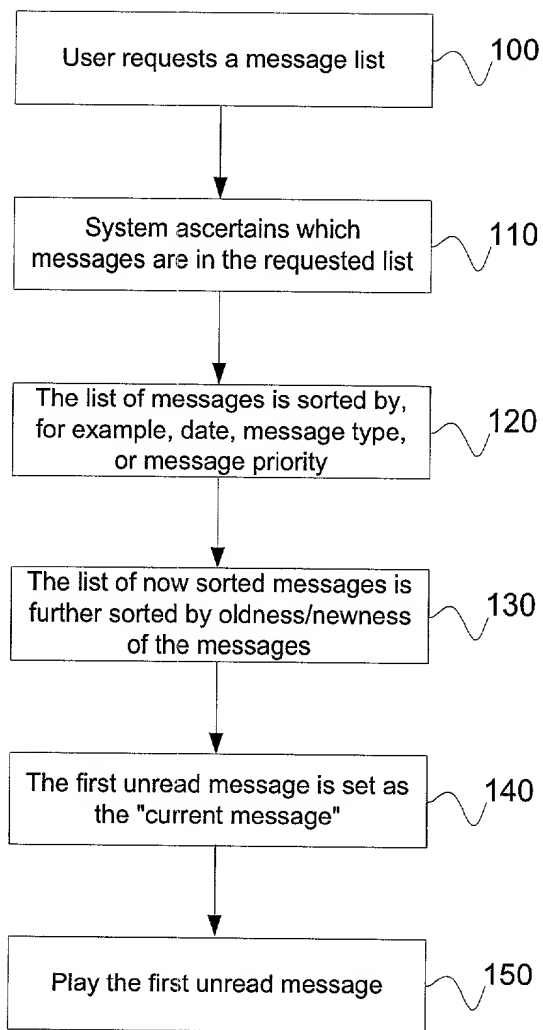 User requests a message list
100
System ascertains which
messages are in the requested list
110
The list of messages is sorted by,
for example, date, message type,
or message priority
120
The list of now sorted messages is
further sorted by oldness/newness
of the messages
130
The first unread message is set as
the "current message"
140
Play the first unread message
150